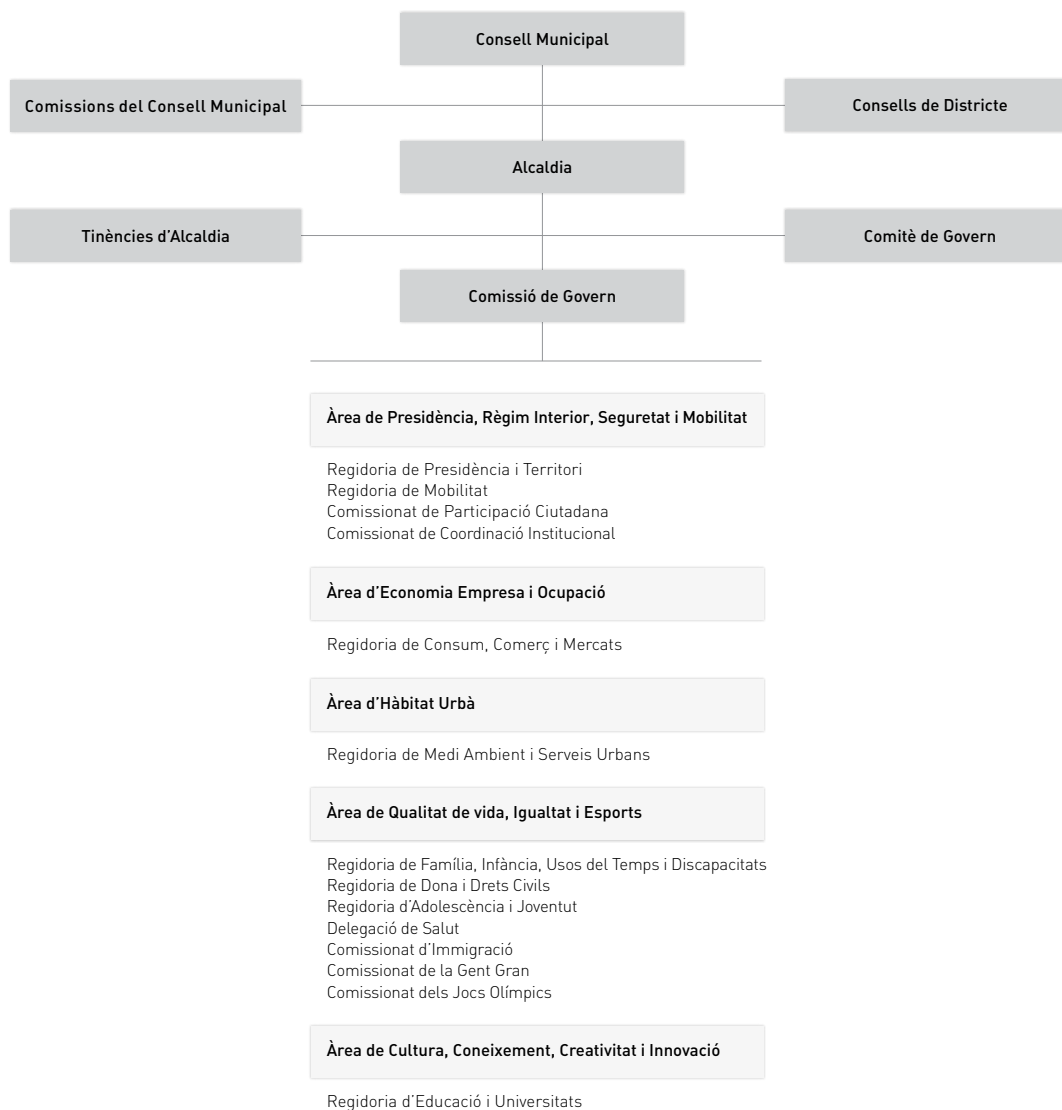 Consell Municipal
Comissions del Consell Municipal
Consells de Districte
Alcaldia
Tinències d’Alcaldia
Comitè de Govern
Comissió de Govern
Àrea de Presidència, Règim Interior, Seguretat i Mobilitat
Regidoria de Presidència i Territori
Regidoria de Mobilitat
Comissionat de Participació Ciutadana
Comissionat de Coordinació Institucional
Àrea d’Economia Empresa i Ocupació
Regidoria de Consum, Comerç i Mercats
Àrea d’Hàbitat Urbà
Regidoria de Medi Ambient i Serveis Urbans
Àrea de Qualitat de vida, Igualtat i Esports
Regidoria de Família, Infància, Usos del Temps i Discapacitats
Regidoria de Dona i Drets Civils
Regidoria d’Adolescència i Joventut
Delegació de Salut
Comissionat d’Immigració
Comissionat de la Gent Gran
Comissionat dels Jocs Olímpics
Àrea de Cultura, Coneixement, Creativitat i Innovació
Regidoria d’Educació i Universitats